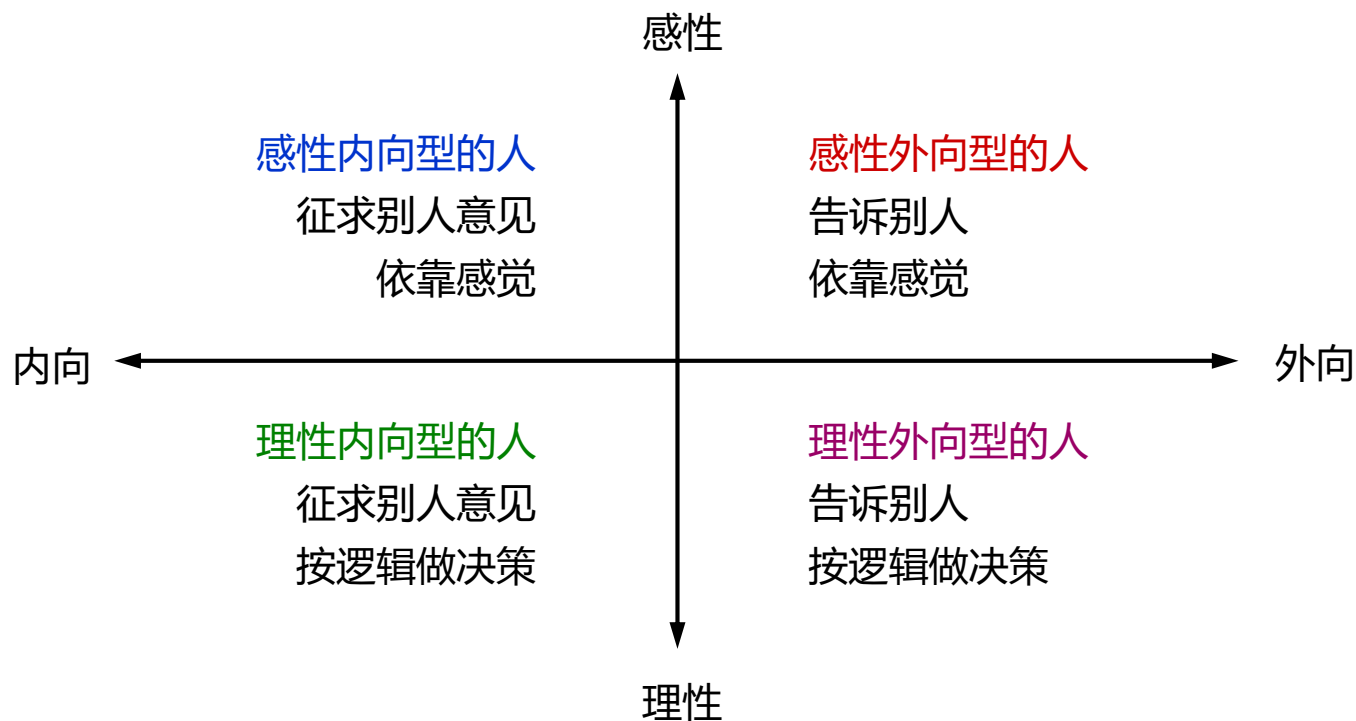 感性
感性内向型的人
征求别人意见
依靠感觉
感性外向型的人
告诉别人
依靠感觉
内向
外向
理性内向型的人
征求别人意见
按逻辑做决策
理性外向型的人
告诉别人
按逻辑做决策
理性